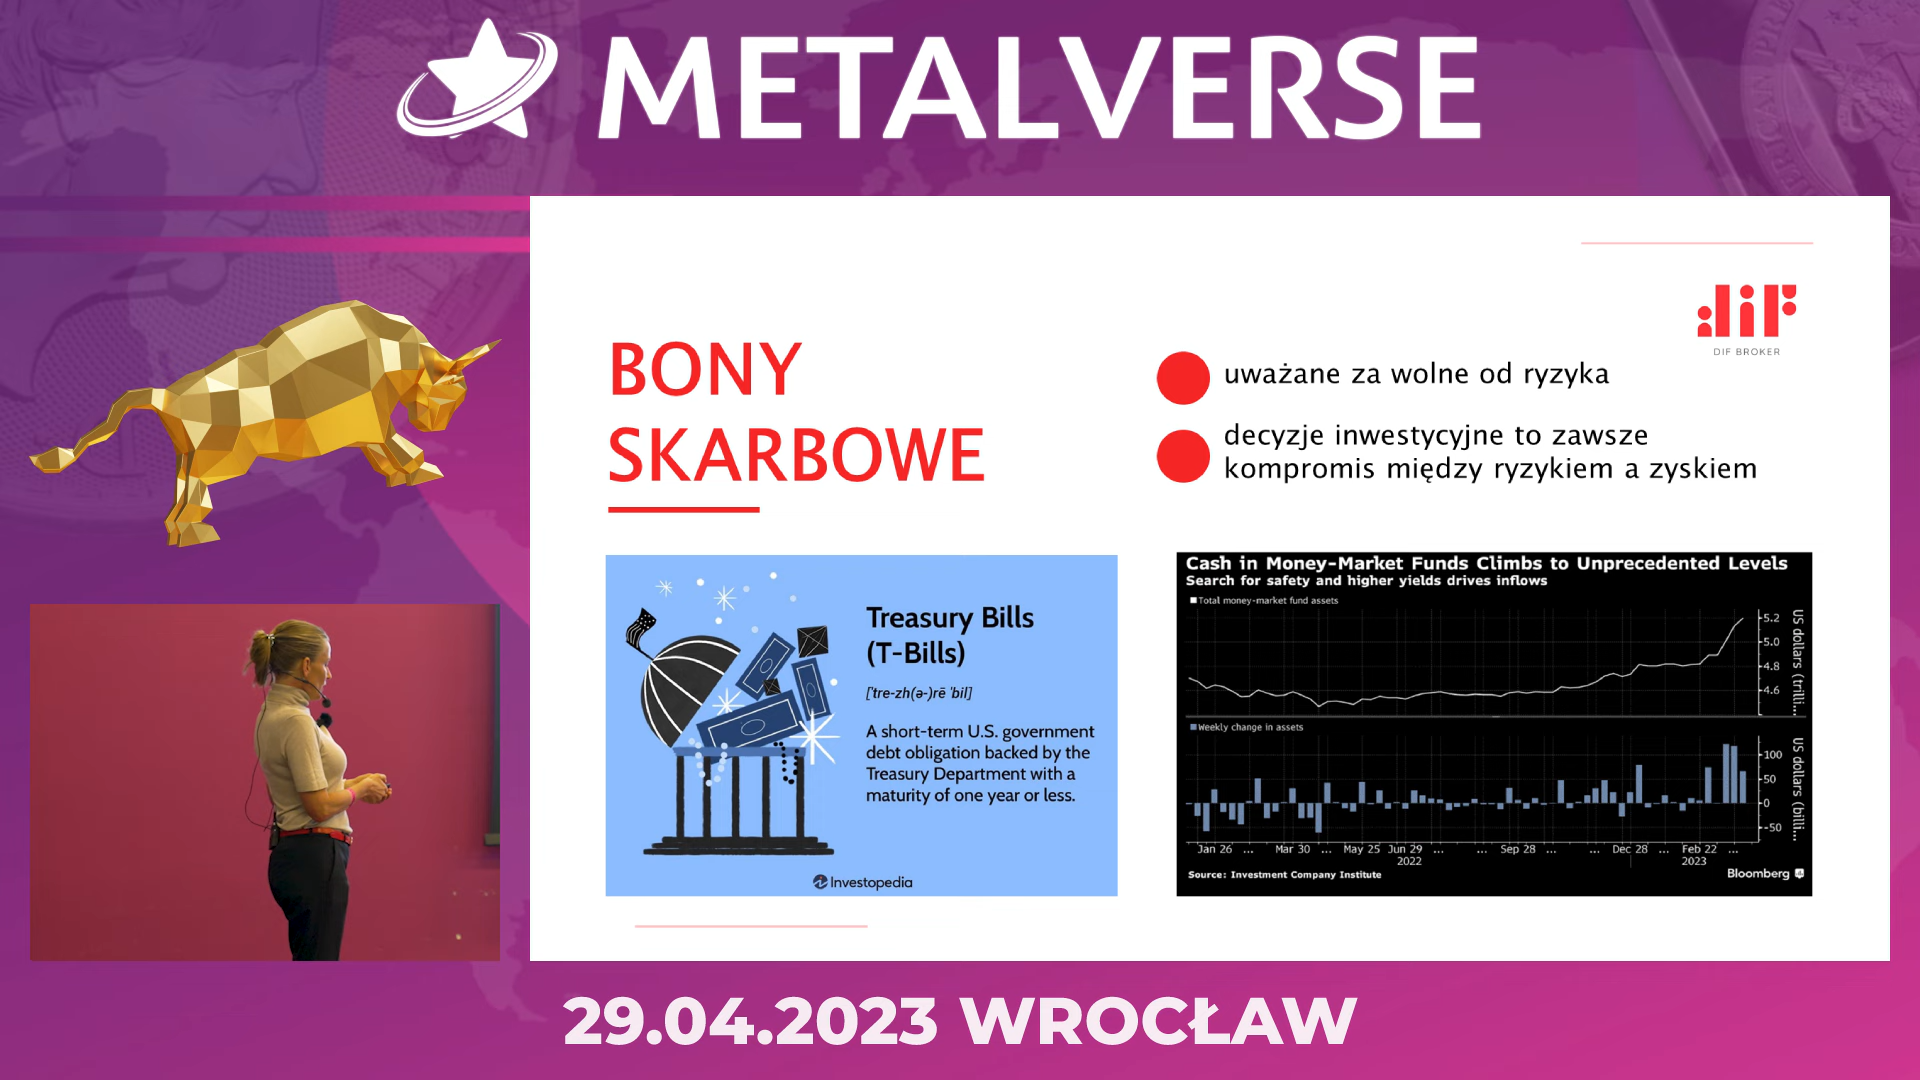 METALVERSE
DIF BROKER
BONY
SKARBOWE
uważane za wolne od ryzyka
decyzje inwestycyjne to zawsze
kompromis między ryzykiem a zyskiem
Treasury Bills
(T-Bills)
['tre-zh(ə-)rē 'bil]
A short-term U.S. government
debt obligation backed by the
Treasury Department with a
maturity of one year or less.
Investopedia
Cash in Money-Market Funds Climbs to Unprecedented Levels
Search for safety and higher yields drives inflows
Total money-market fund assets
5.2
5.0
4.8
4.6
US dollars (trilli...
Weekly change in assets
100
50
0
-50
US dollars (billi...
Jan 26 ... Mar 30 ... May 25 Jun 29 ... ... Sep 28 ... ... Dec 28 ... Feb 22 ...
2022 2023
Source: Investment Company Institute
Bloomberg
29.04.2023 WROCŁAW